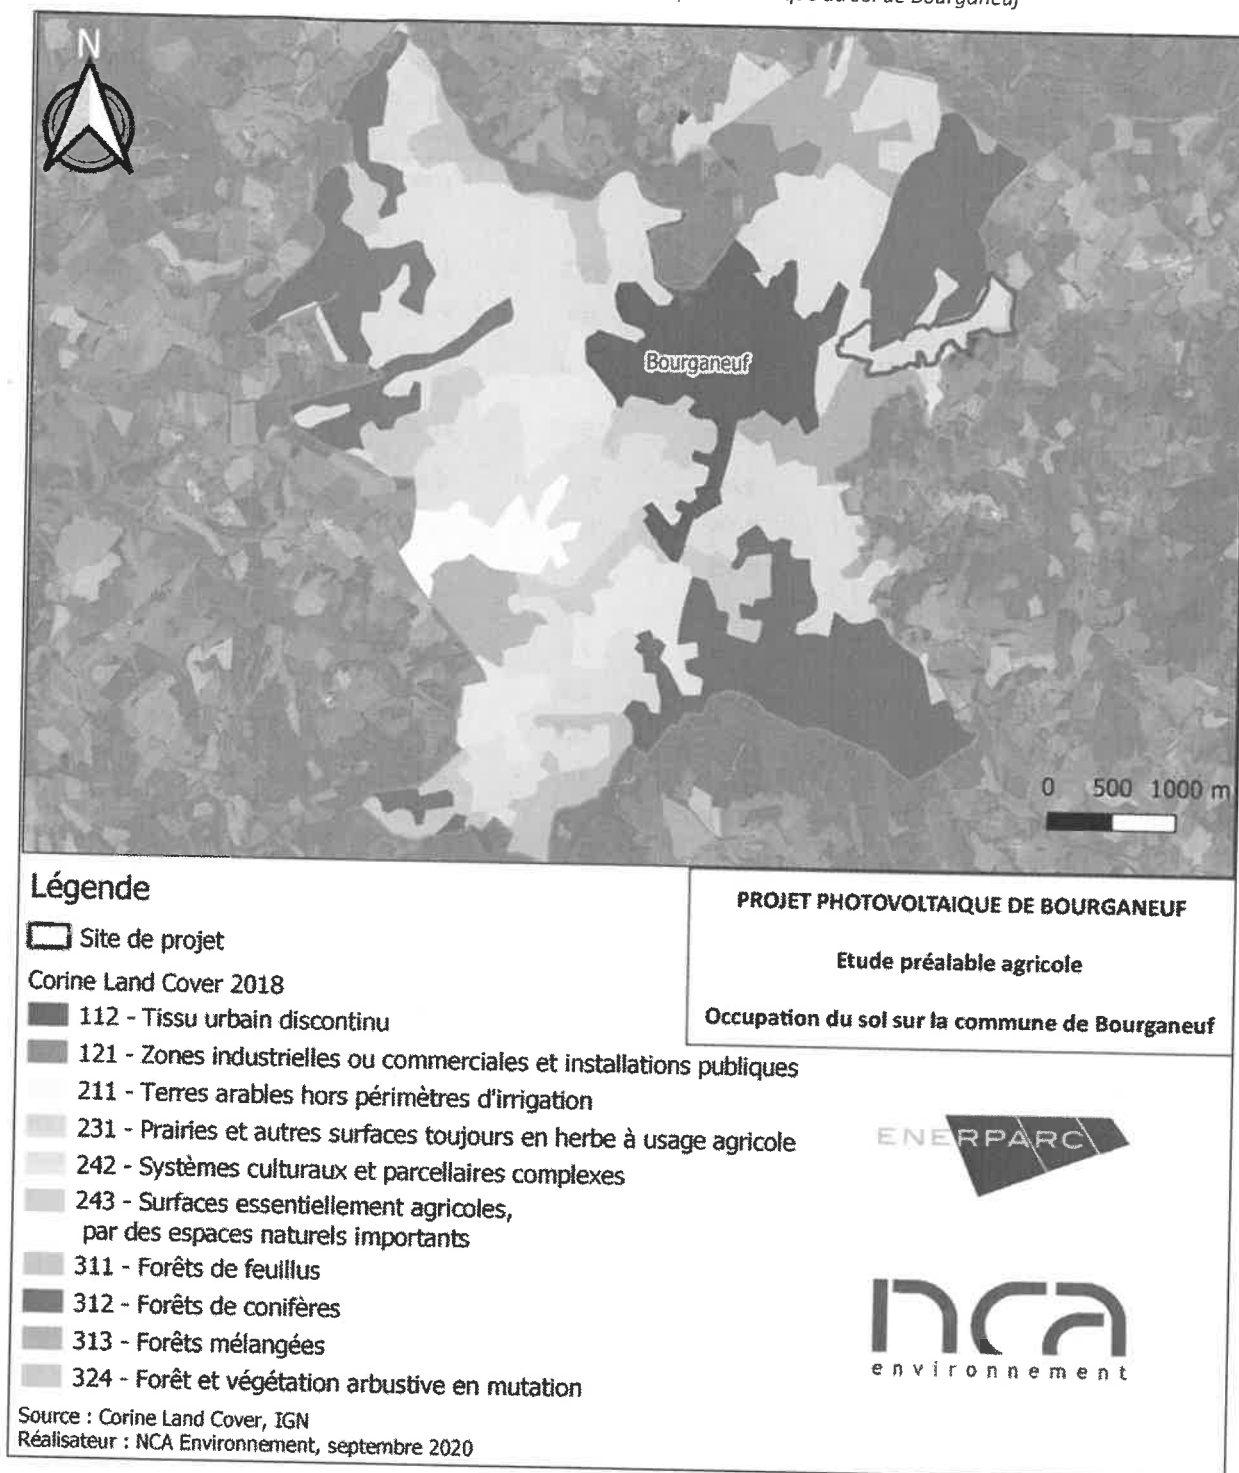 au sol de Bourganeuf
N
Bourganeuf
0 500 1000 m
Légende
Site de projet
Corine Land Cover 2018
112 - Tissu urbain discontinu
121 - Zones industrielles ou commerciales et installations publiques
211 - Terres arables hors périmètres d'irrigation
231 - Prairies et autres surfaces toujours en herbe à usage agricole
242 - Systèmes culturaux et parcellaires complexes
243 - Surfaces essentiellement agricoles,
par des espaces naturels importants
311 - Forêts de feuillus
312 - Forêts de conifères
313 - Forêts mélangées
324 - Forêt et végétation arbustive en mutation
Source : Corine Land Cover, IGN
Réalisateur : NCA Environnement, septembre 2020
PROJET PHOTOVOLTAIQUE DE BOURGANEUF
Etude préalable agricole
Occupation du sol sur la commune de Bourganeuf
ENERPARC
nca
environnement